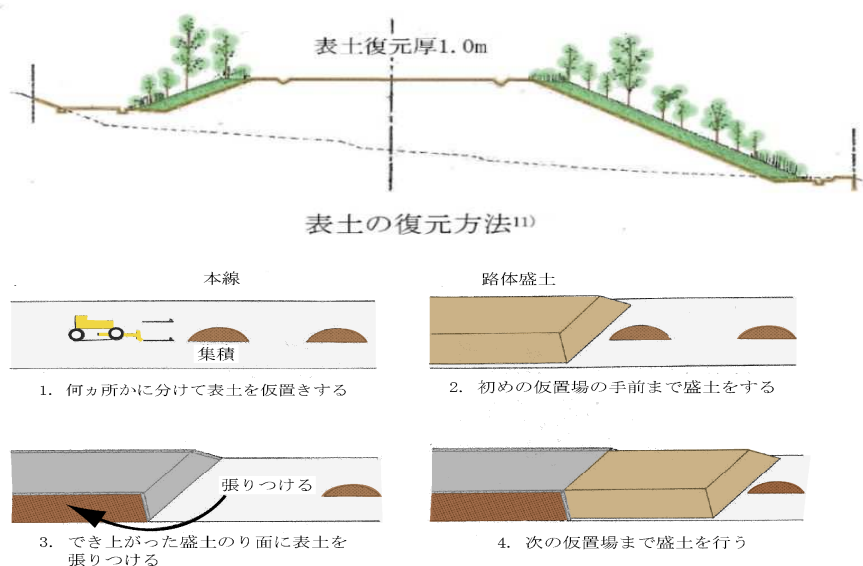 表土復元厚1.0m
表土の復元方法11)
本線
集積
1. 何ヵ所かに分けて表土を仮置きする
路体盛土
2. 初めの仮置場の手前まで盛土をする
張りつける
3. でき上がった盛土のり面に表土を
張りつける
4. 次の仮置場まで盛土を行う